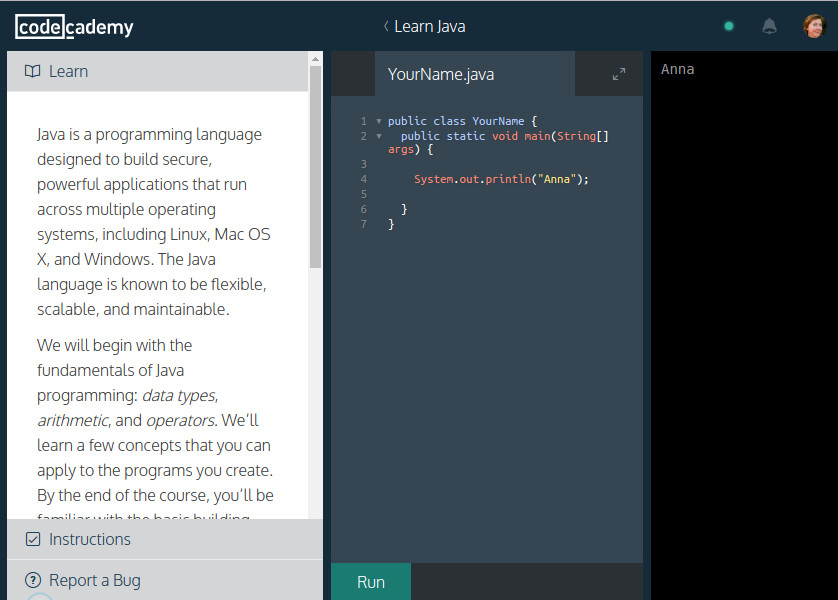 codecademy
Learn Java
Learn
Java is a programming language
designed to build secure,
powerful applications that run
across multiple operating
systems, including Linux, Mac OS
X, and Windows. The Java
language is known to be flexible,
scalable, and maintainable.
We will begin with the
fundamentals of Java
programming: data types,
arithmetic, and operators. We’ll
learn a few concepts that you can
apply to the programs you create.
By the end of the course, you’ll be
familiar with the basic building
Instructions
Report a Bug
YourName.java
1 public class YourName {
2 public static void main(String[]
args) {
3
4 System.out.println("Anna");
5
6 }
7 }
Run
Anna